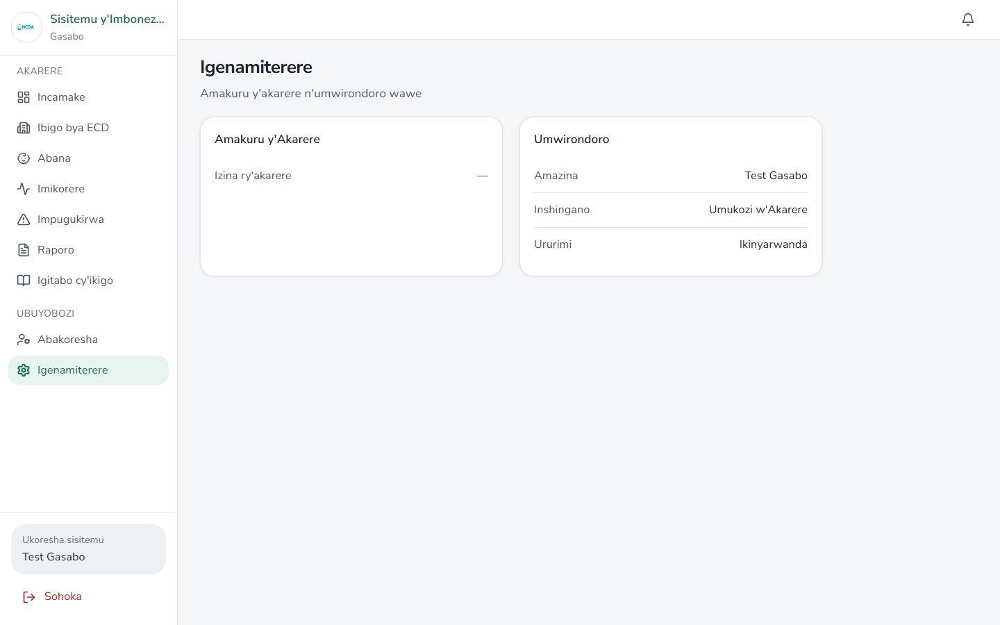 NCDA
Sisitemu y'Imbonez...
Gasabo
AKARERE
Incamake
Ibigo bya ECD
Abana
Imikorere
Impugukirwa
Raporo
Igitabo cy'ikigo
UBUYOBOZI
Abakoresha
Igenamiterere
Ukoresha sisitemu
Test Gasabo
Sohoka
Igenamiterere
Amakuru y'akarere n'umwirondoro wawe
Amakuru y'Akarere
Izina ry'akarere —
Umwirondoro
Amazina Test Gasabo
Inshingano Umukozi w'Akarere
Ururimi Ikinyarwanda